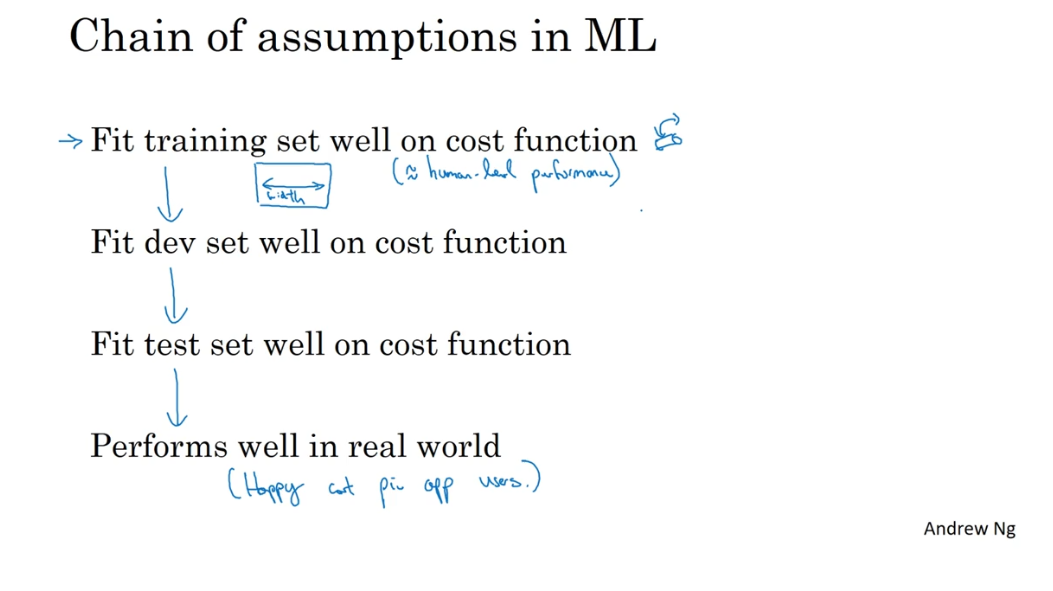 Chain of assumptions in ML
→ Fit training set well on cost function
width
(≈ human-level performance)
Fit dev set well on cost function
Fit test set well on cost function
Performs well in real world
(Happy cat pic app users.)
Andrew Ng